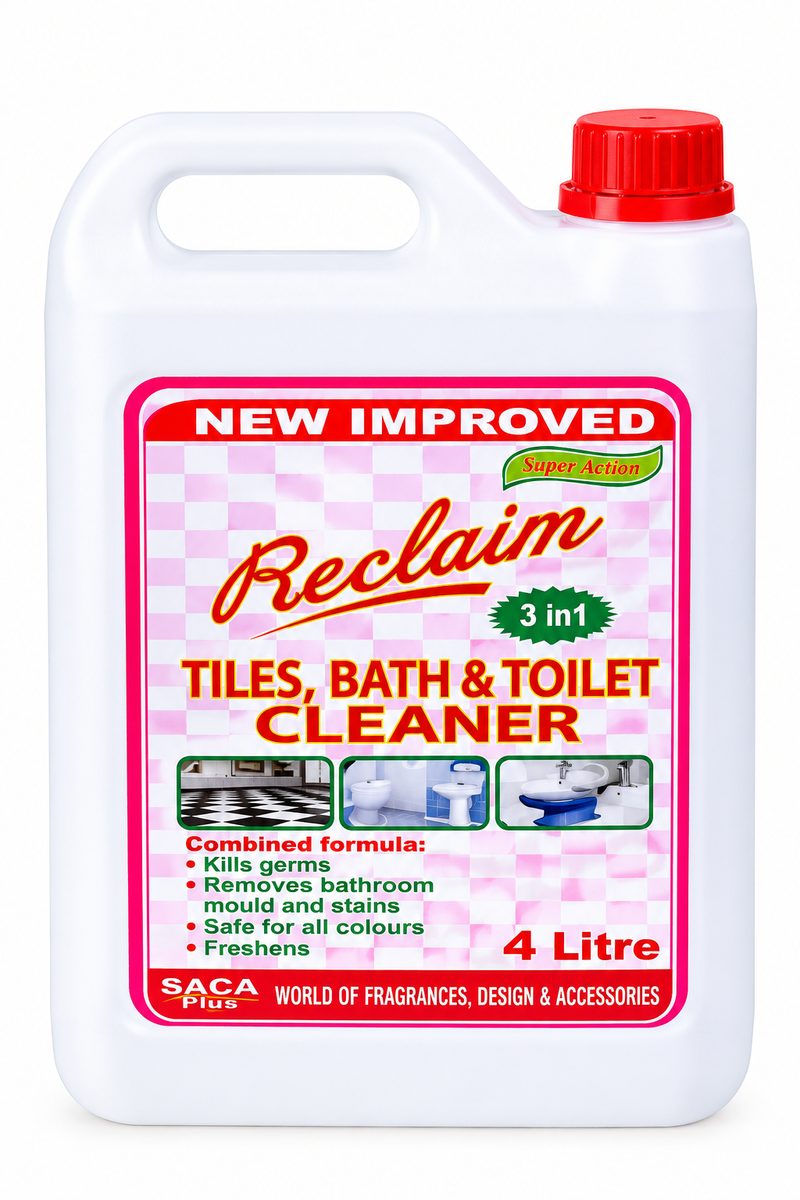 NEW IMPROVED
Super Action
Reclaim
3 in1
TILES, BATH & TOILET
CLEANER
Combined formula:
• Kills germs
• Removes bathroom
mould and stains
• Safe for all colours
• Freshens
4 Litre
SACA
Plus
WORLD OF FRAGRANCES, DESIGN & ACCESSORIES